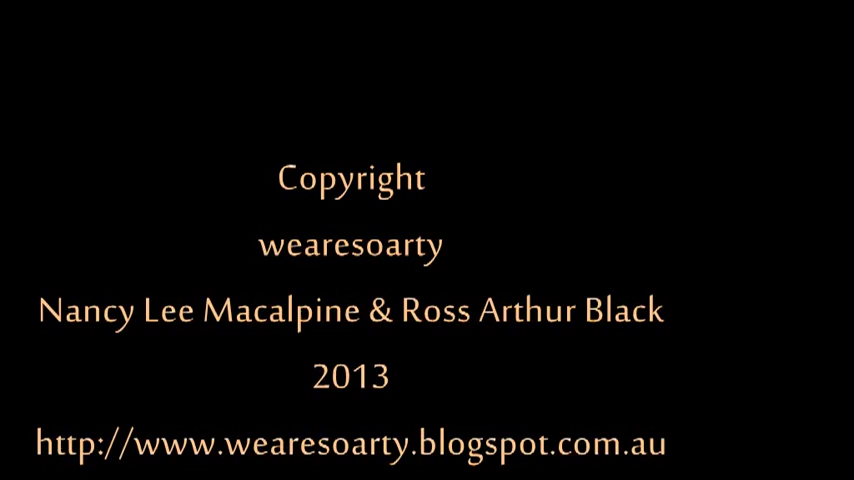 Copyright
wearesoarty
Nancy Lee Macalpine & Ross Arthur Black
2013
http://www.wearesoarty.blogspot.com.au